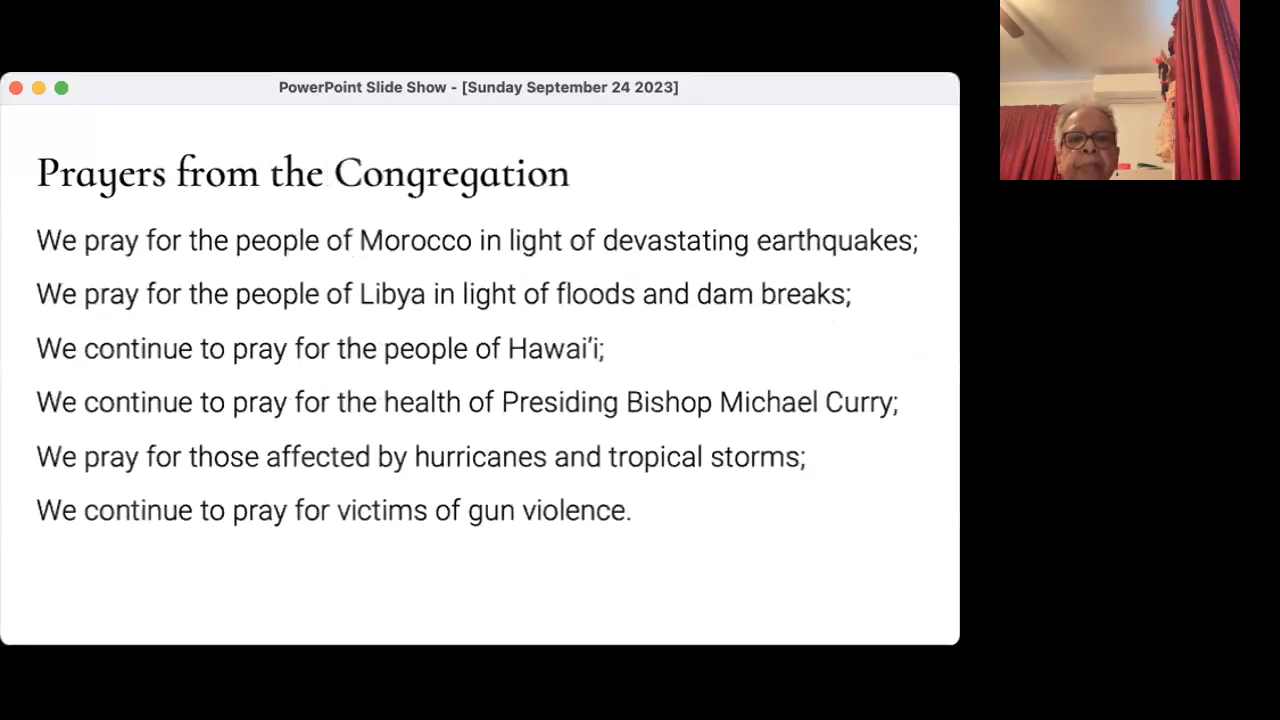 PowerPoint Slide Show - [Sunday September 24 2023]
Prayers from the Congregation
We pray for the people of Morocco in light of devastating earthquakes;
We pray for the people of Libya in light of floods and dam breaks;
We continue to pray for the people of Hawai’i;
We continue to pray for the health of Presiding Bishop Michael Curry;
We pray for those affected by hurricanes and tropical storms;
We continue to pray for victims of gun violence.